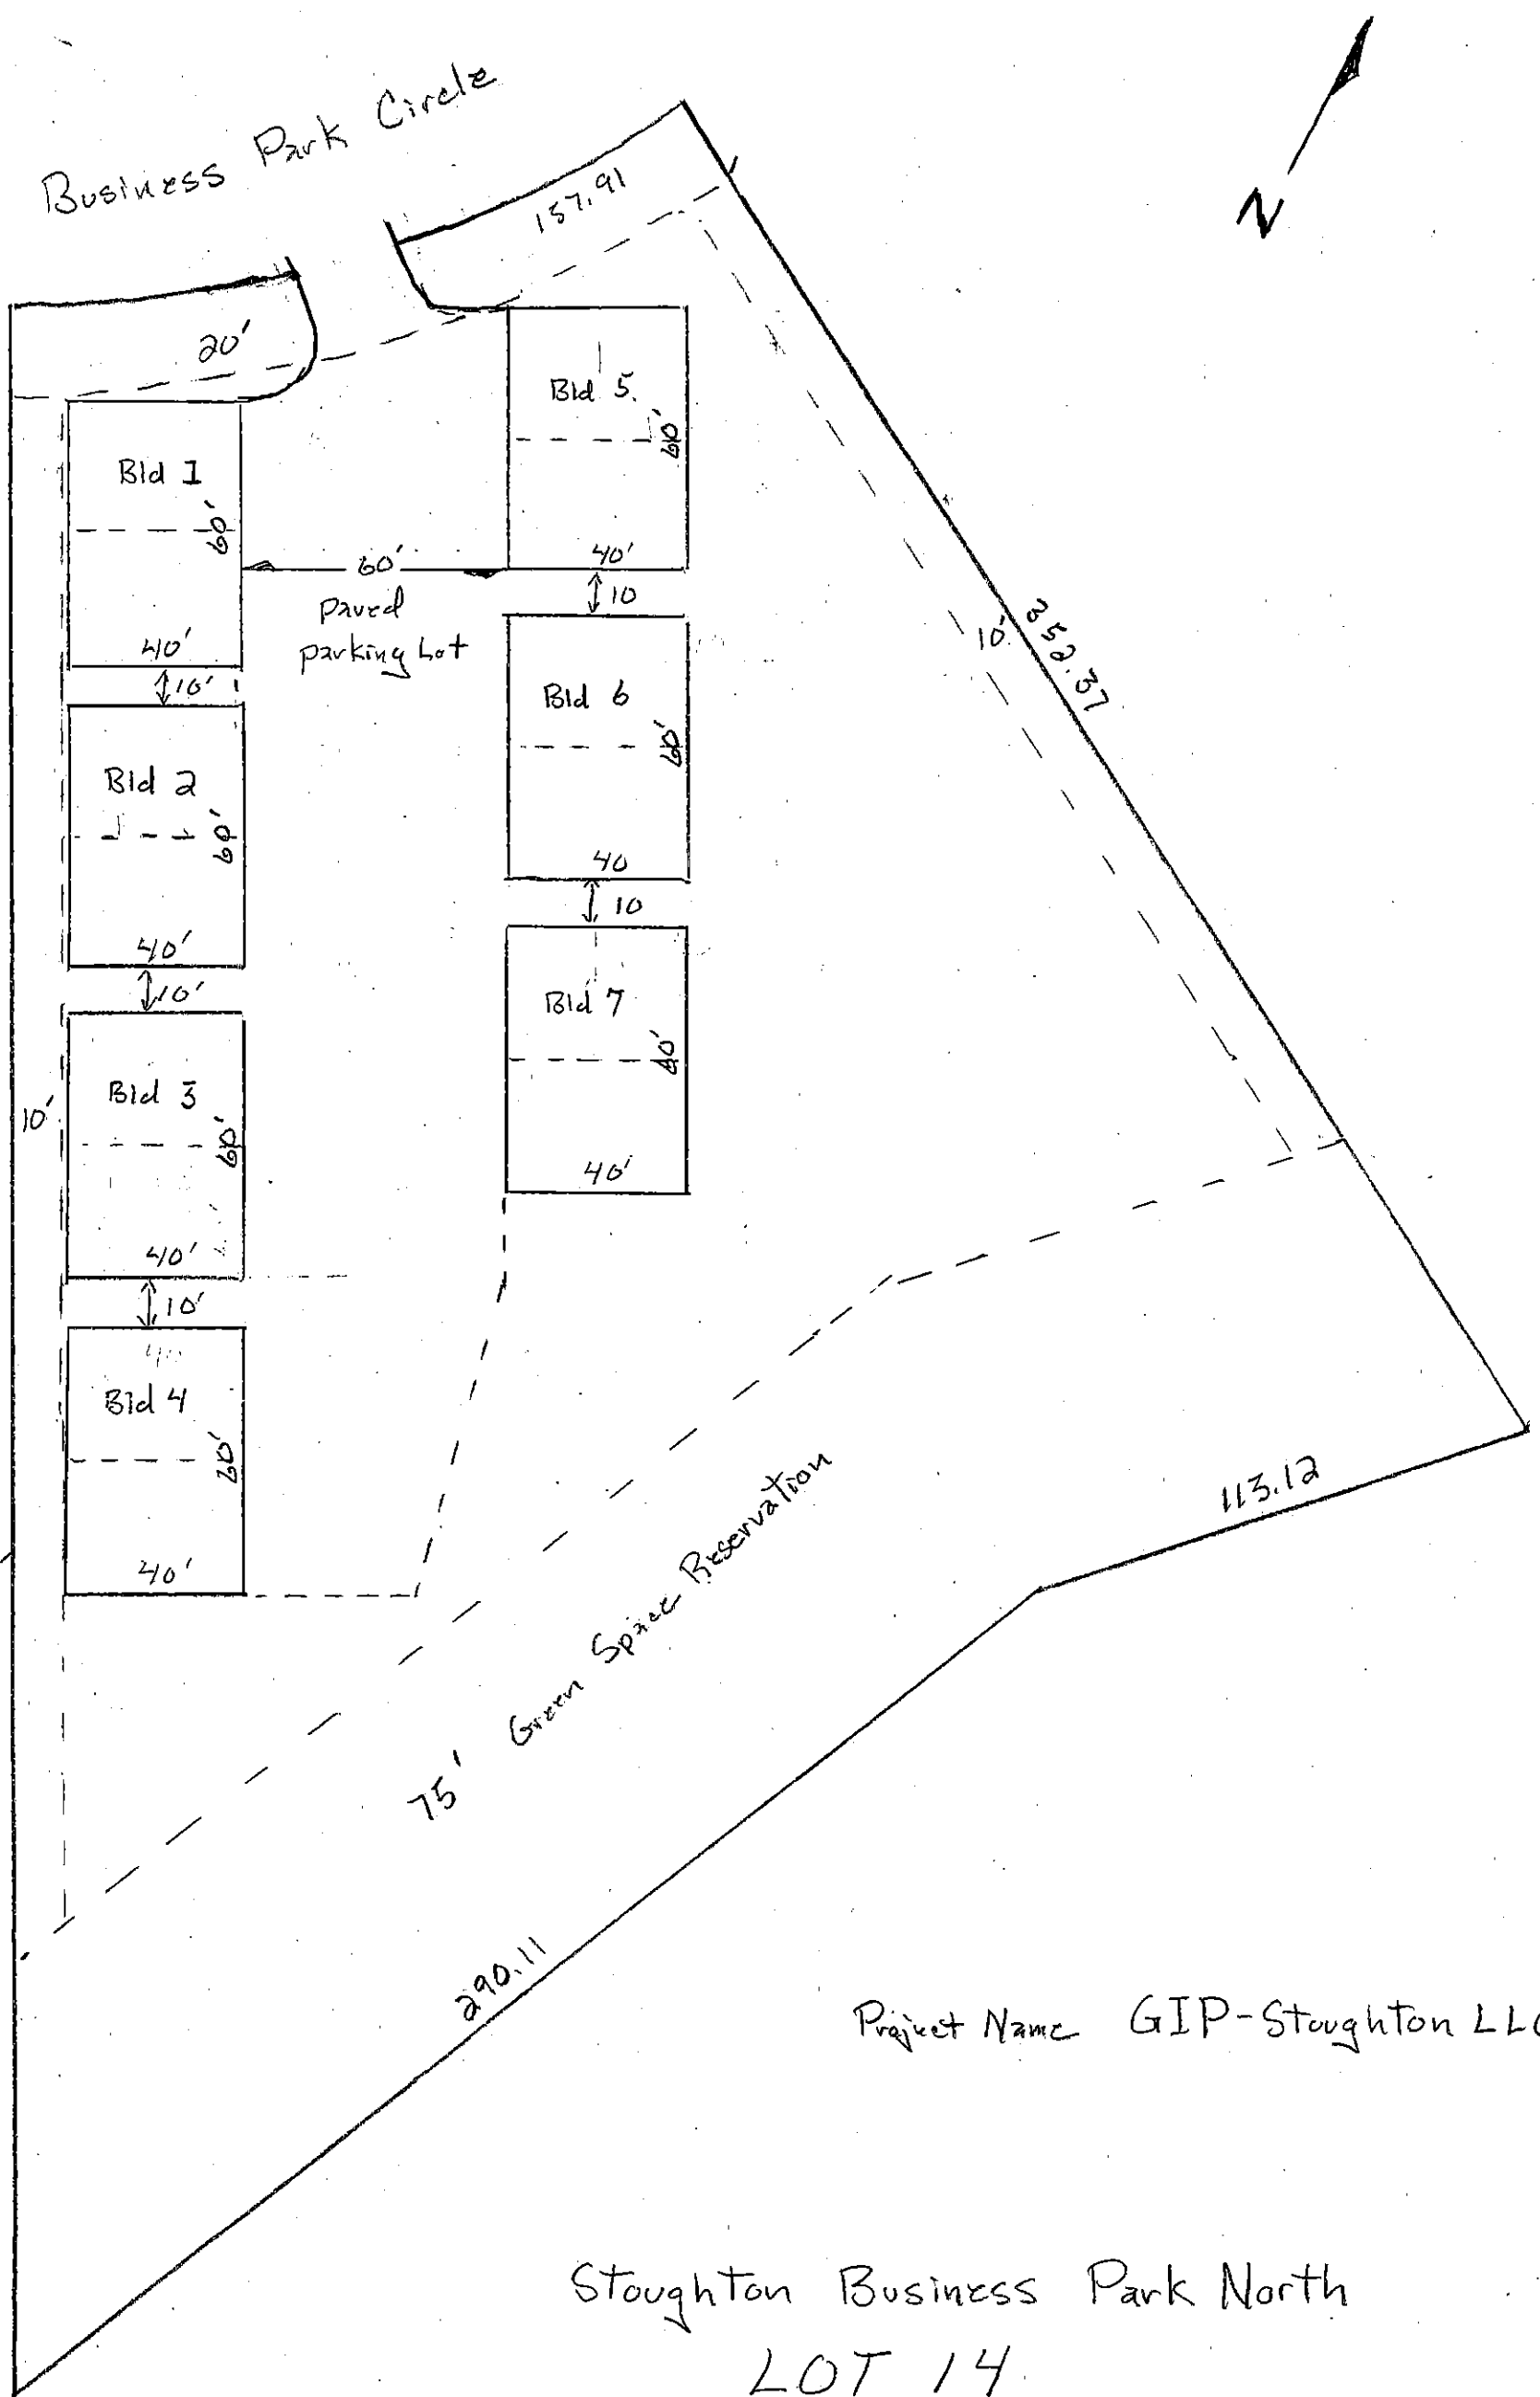 Business Park Circle
N
157.91
20'
Bld 5.
60'
40'
10
Bld 1
60'
40'
10'
60'
Paved
parking Lot
10'
352.37
Bld 6
60'
40
10
Bld 2
60'
40'
10'
Bld 7
60'
40'
10'
Bld 3
60'
40'
10'
40
Bld 4
60'
40'
113.12
75' Green Space Reservation
290.11
Project Name GIP-Stoughton LLC
Stoughton Business Park North
LOT 14